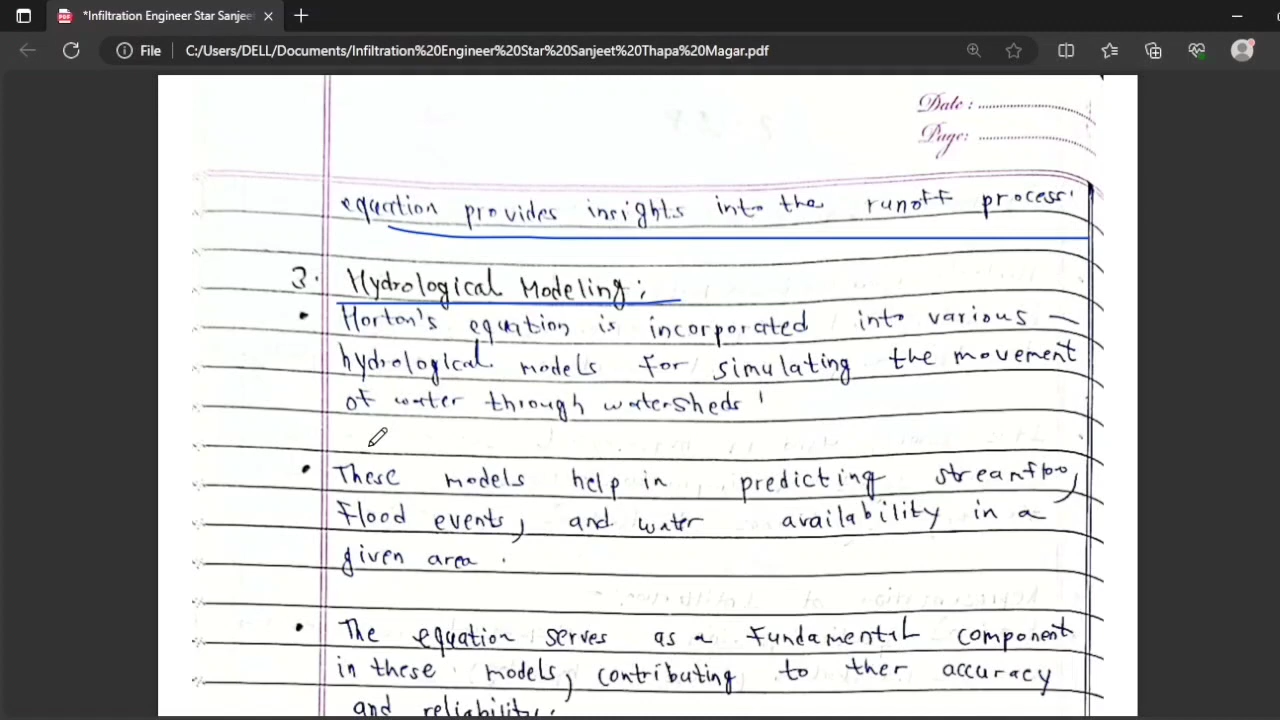 *Infiltration Engineer Star Sanjee
File
C:/Users/DELL/Documents/Infiltration%20Engineer%20Star%20Sanjeet%20Thapa%20Magar.pdf
Date :
Page:
equation provides insights into the runoff process.
3. Hydrological Modeling:
• Horton's equation is incorporated into various
hydrological models for simulating the movement
of water through watersheds.
• These models help in predicting streamflow,
Flood events, and water availability in a
given area.
• The equation serves as a fundamental component
in these models, contributing to ther accuracy
and reliability.